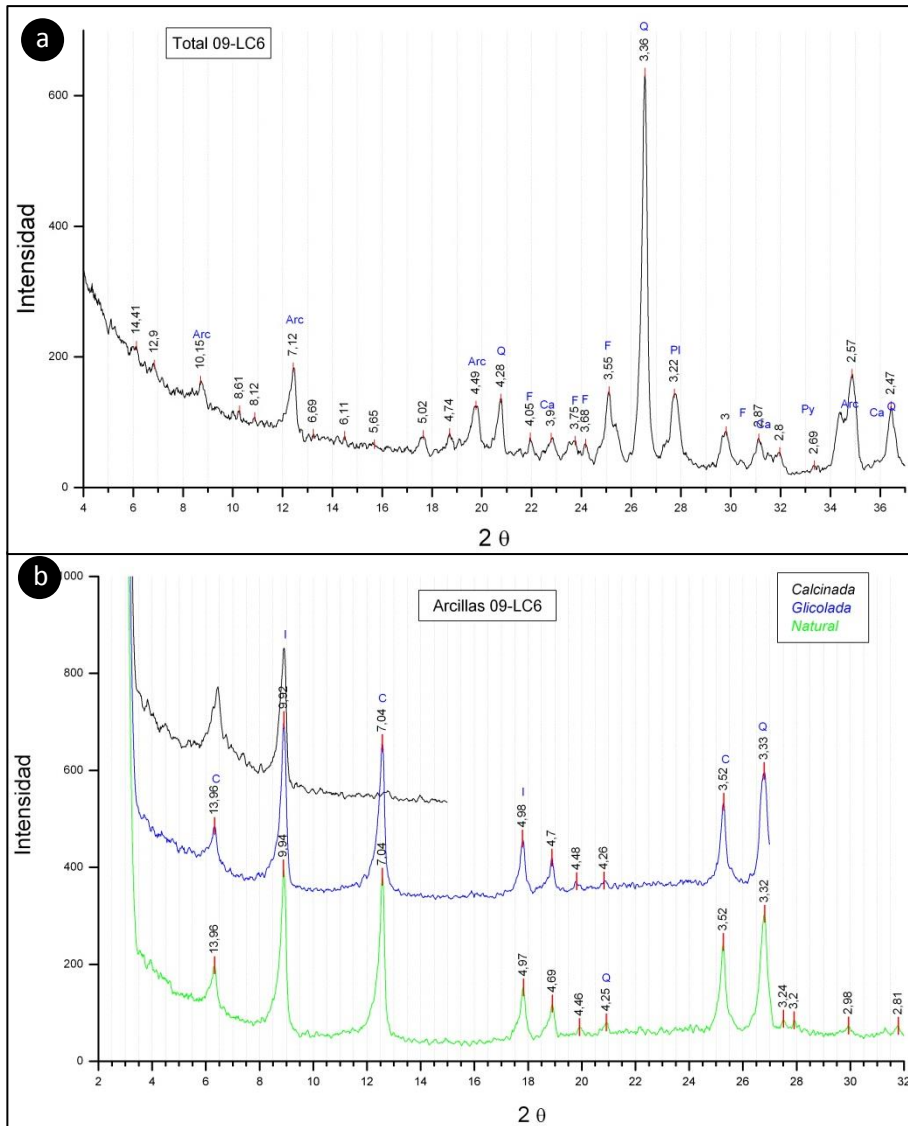 a
Total 09-LC6
Intensidad
600
400
200
0
14,41
12,9
Arc
10,15
8,61
8,12
Arc
7,12
6,69
6,11
5,65
5,02
4,74
Arc
4,49
Q
4,28
F
4,05
Ca
3,9
F
3,75
F
3,68
F
3,55
Q
3,36
Pl
3,22
3
F
Ca
2,8
Py
2,69
Arc
2,57
Ca
Q
2,47
4 6 8 10 12 14 16 18 20 22 24 26 28 30 32 34 36
2 θ
b
Arcillas 09-LC6
Calcinada
Glicolada
Natural
Intensidad
1000
800
600
400
200
0
C
13,96
I
9,92
C
7,04
I
4,98
4,7
4,48
4,26
C
3,52
Q
3,33
13,96
9,94
7,04
4,97
4,69
4,46
Q
4,25
3,52
3,32
3,24
3,2
2,98
2,81
2 4 6 8 10 12 14 16 18 20 22 24 26 28 30 32
2 θ